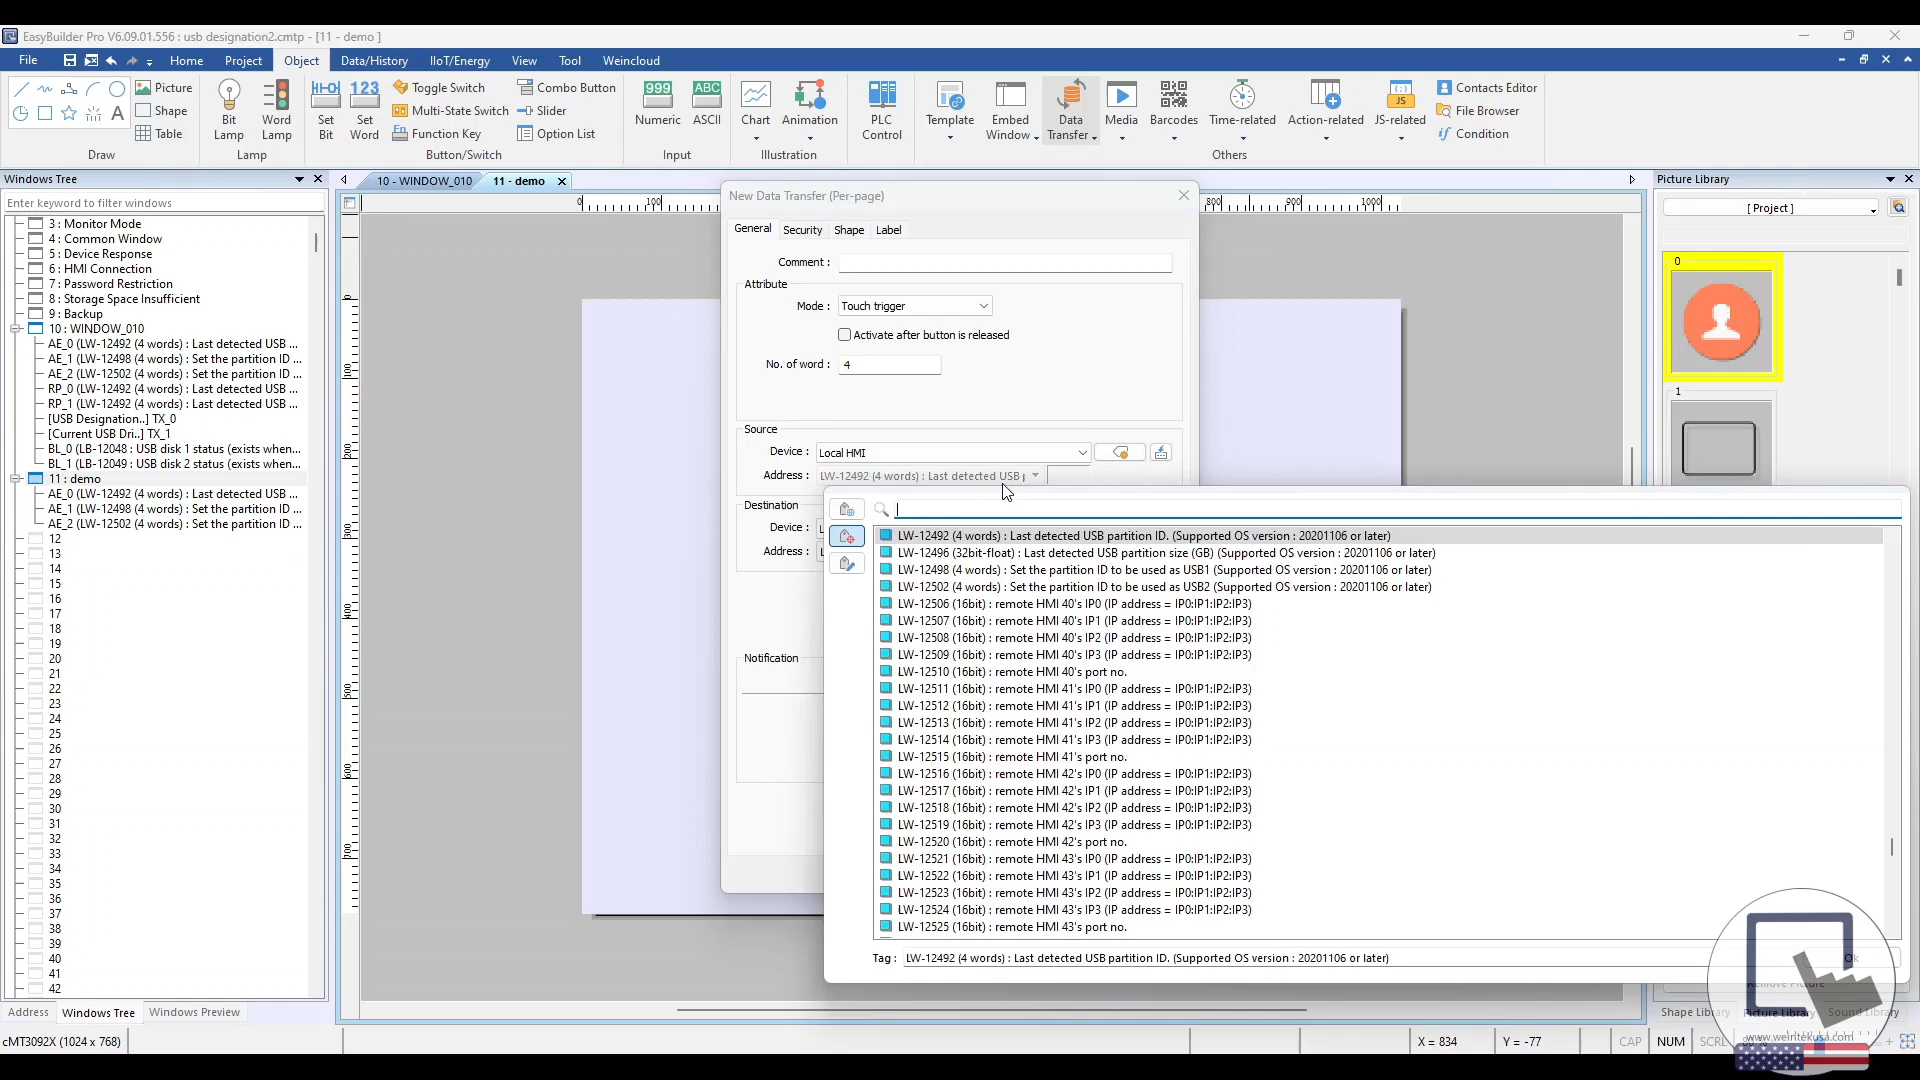 EasyBuilder Pro V6.09.01.556 : usb designation2.cmtp - [11 - demo ]
File Home Project Object Data/History IIoT/Energy View Tool Weincloud
Picture
Shape
Table
Draw
Bit Lamp
Word Lamp
Lamp
Set Bit
123
Set Word
Toggle Switch
Multi-State Switch
Function Key
Combo Button
Slider
Option List
Button/Switch
999
Numeric
ABC
ASCII
Input
Chart
Animation
Illustration
PLC Control
Template
Embed Window
Data Transfer
Media
Barcodes
Time-related
Action-related
JS
JS-related
Contacts Editor
File Browser
Condition
Others
Windows Tree
Enter keyword to filter windows
3 : Monitor Mode
4 : Common Window
5 : Device Response
6 : HMI Connection
7 : Password Restriction
8 : Storage Space Insufficient
9 : Backup
10 : WINDOW_010
AE_0 (LW-12492 (4 words) : Last detected USB ...
AE_1 (LW-12498 (4 words) : Set the partition ID ...
AE_2 (LW-12502 (4 words) : Set the partition ID ...
RP_0 (LW-12492 (4 words) : Last detected USB ...
RP_1 (LW-12492 (4 words) : Last detected USB ...
[USB Designation..] TX_0
[Current USB Dri..] TX_1
BL_0 (LB-12048 : USB disk 1 status (exists when...
BL_1 (LB-12049 : USB disk 2 status (exists when...
11 : demo
AE_0 (LW-12492 (4 words) : Last detected USB ...
AE_1 (LW-12498 (4 words) : Set the partition ID ...
AE_2 (LW-12502 (4 words) : Set the partition ID ...
12
13
14
15
16
17
18
19
20
21
22
23
24
25
26
27
28
29
30
31
32
33
34
35
36
37
38
39
40
41
42
Address Windows Tree Windows Preview
10 - WINDOW_010 11 - demo
0 100 800 900 1000
0
100
200
300
400
500
600
700
New Data Transfer (Per-page)
General Security Shape Label
Comment :
Attribute
Mode : Touch trigger
Activate after button is released
No. of word : 4
Source
Device : Local HMI
Address : LW-12492 (4 words) : Last detected USB p
Destination
Device : L
Address : L
Notification
LW-12492 (4 words) : Last detected USB partition ID. (Supported OS version : 20201106 or later)
LW-12496 (32bit-float) : Last detected USB partition size (GB) (Supported OS version : 20201106 or later)
LW-12498 (4 words) : Set the partition ID to be used as USB1 (Supported OS version : 20201106 or later)
LW-12502 (4 words) : Set the partition ID to be used as USB2 (Supported OS version : 20201106 or later)
LW-12506 (16bit) : remote HMI 40's IP0 (IP address = IP0:IP1:IP2:IP3)
LW-12507 (16bit) : remote HMI 40's IP1 (IP address = IP0:IP1:IP2:IP3)
LW-12508 (16bit) : remote HMI 40's IP2 (IP address = IP0:IP1:IP2:IP3)
LW-12509 (16bit) : remote HMI 40's IP3 (IP address = IP0:IP1:IP2:IP3)
LW-12510 (16bit) : remote HMI 40's port no.
LW-12511 (16bit) : remote HMI 41's IP0 (IP address = IP0:IP1:IP2:IP3)
LW-12512 (16bit) : remote HMI 41's IP1 (IP address = IP0:IP1:IP2:IP3)
LW-12513 (16bit) : remote HMI 41's IP2 (IP address = IP0:IP1:IP2:IP3)
LW-12514 (16bit) : remote HMI 41's IP3 (IP address = IP0:IP1:IP2:IP3)
LW-12515 (16bit) : remote HMI 41's port no.
LW-12516 (16bit) : remote HMI 42's IP0 (IP address = IP0:IP1:IP2:IP3)
LW-12517 (16bit) : remote HMI 42's IP1 (IP address = IP0:IP1:IP2:IP3)
LW-12518 (16bit) : remote HMI 42's IP2 (IP address = IP0:IP1:IP2:IP3)
LW-12519 (16bit) : remote HMI 42's IP3 (IP address = IP0:IP1:IP2:IP3)
LW-12520 (16bit) : remote HMI 42's port no.
LW-12521 (16bit) : remote HMI 43's IP0 (IP address = IP0:IP1:IP2:IP3)
LW-12522 (16bit) : remote HMI 43's IP1 (IP address = IP0:IP1:IP2:IP3)
LW-12523 (16bit) : remote HMI 43's IP2 (IP address = IP0:IP1:IP2:IP3)
LW-12524 (16bit) : remote HMI 43's IP3 (IP address = IP0:IP1:IP2:IP3)
LW-12525 (16bit) : remote HMI 43's port no.
Tag : LW-12492 (4 words) : Last detected USB partition ID. (Supported OS version : 20201106 or later)
Ok
Picture Library
[ Project ]
0
1
Remove Picture
Shape Library Picture Library Sound Library
www.weintekusa.com
cMT3092X (1024 x 768)
X = 834 Y = -77 CAP NUM SCRL